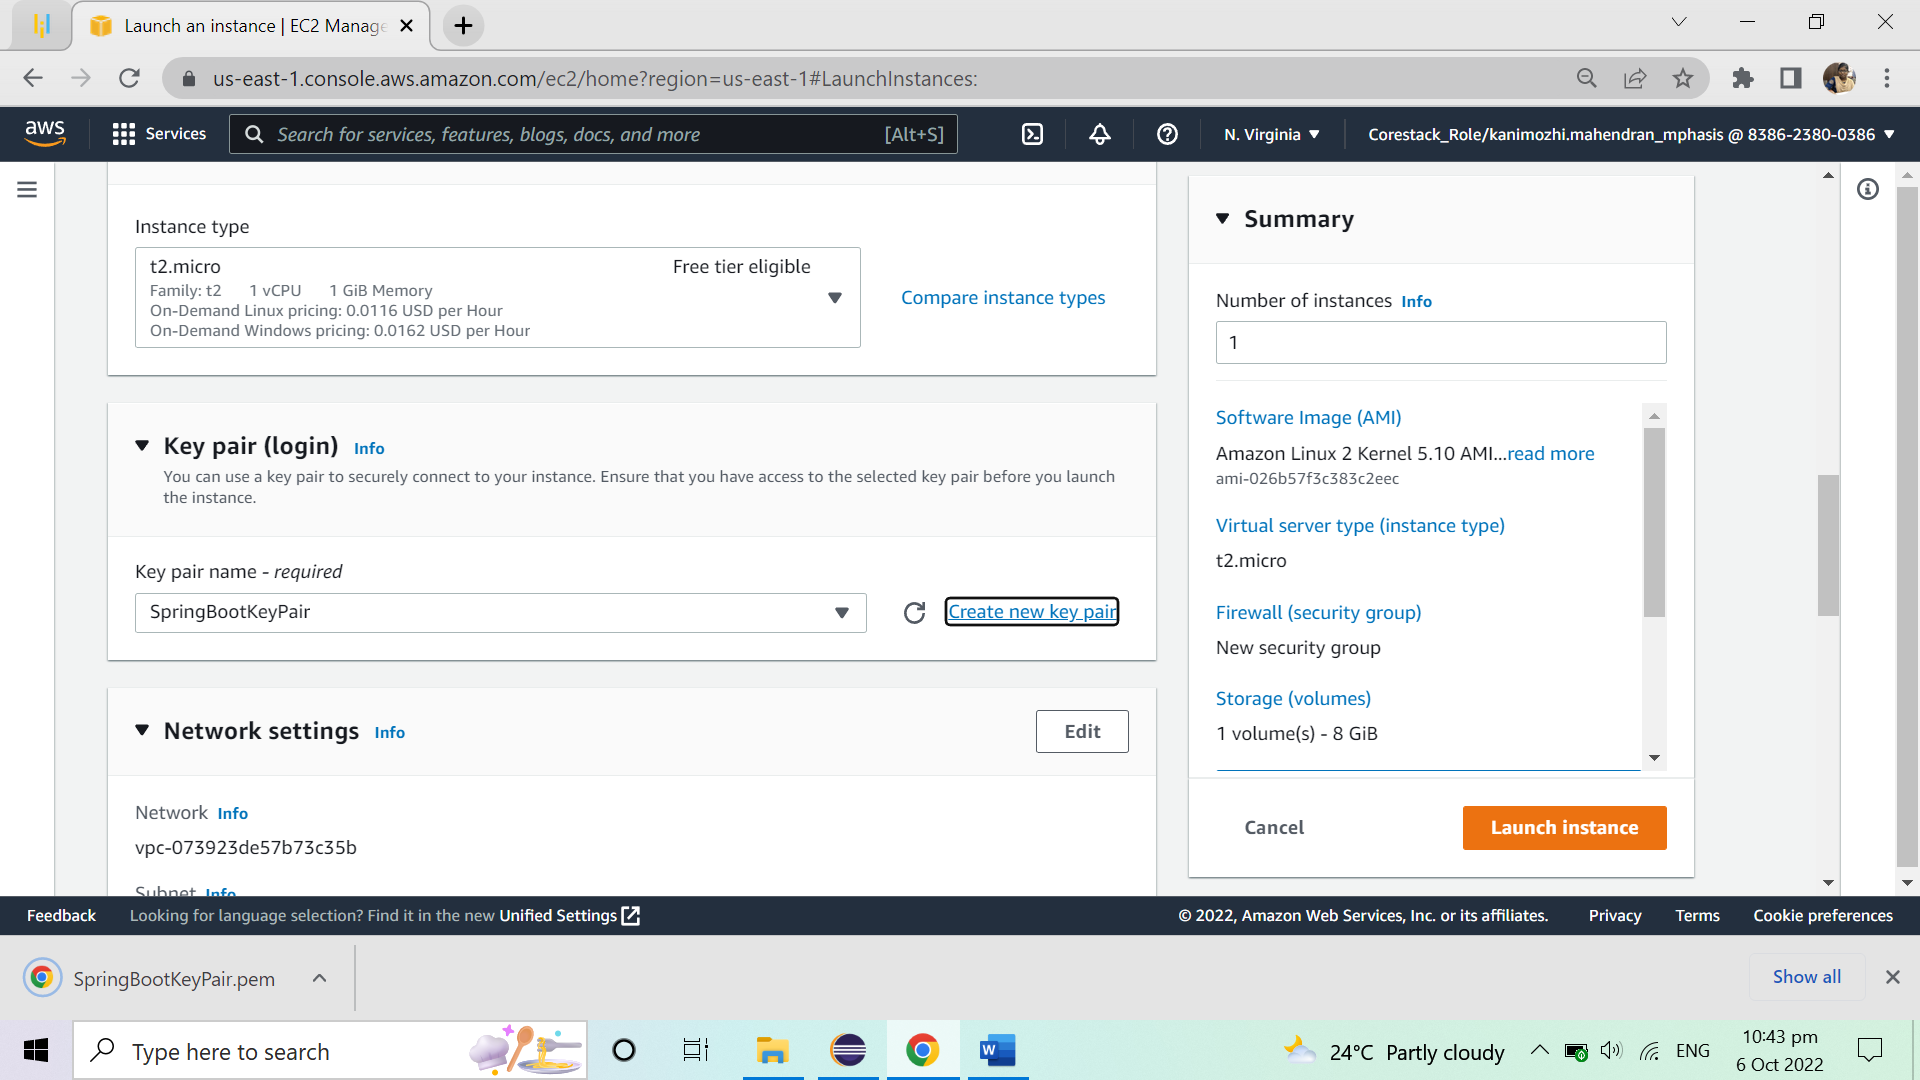 Launch an instance | EC2 Manage
us-east-1.console.aws.amazon.com/ec2/home?region=us-east-1#LaunchInstances:
aws Services Search for services, features, blogs, docs, and more [Alt+S] N. Virginia Corestack_Role/kanimozhi.mahendran_mphasis @ 8386-2380-0386
Instance type
t2.micro Free tier eligible
Family: t2 1 vCPU 1 GiB Memory
On-Demand Linux pricing: 0.0116 USD per Hour
On-Demand Windows pricing: 0.0162 USD per Hour
Compare instance types
Key pair (login) Info
You can use a key pair to securely connect to your instance. Ensure that you have access to the selected key pair before you launch
the instance.
Key pair name - required
SpringBootKeyPair
Create new key pair
Network settings Info
Edit
Network Info
vpc-073923de57b73c35b
Subnet Info
Summary
Number of instances Info
1
Software Image (AMI)
Amazon Linux 2 Kernel 5.10 AMI...read more
ami-026b57f3c383c2eec
Virtual server type (instance type)
t2.micro
Firewall (security group)
New security group
Storage (volumes)
1 volume(s) - 8 GiB
Cancel
Launch instance
Feedback Looking for language selection? Find it in the new Unified Settings © 2022, Amazon Web Services, Inc. or its affiliates. Privacy Terms Cookie preferences
SpringBootKeyPair.pem
Show all
Type here to search
W
24°C Partly cloudy
ENG
10:43 pm
6 Oct 2022